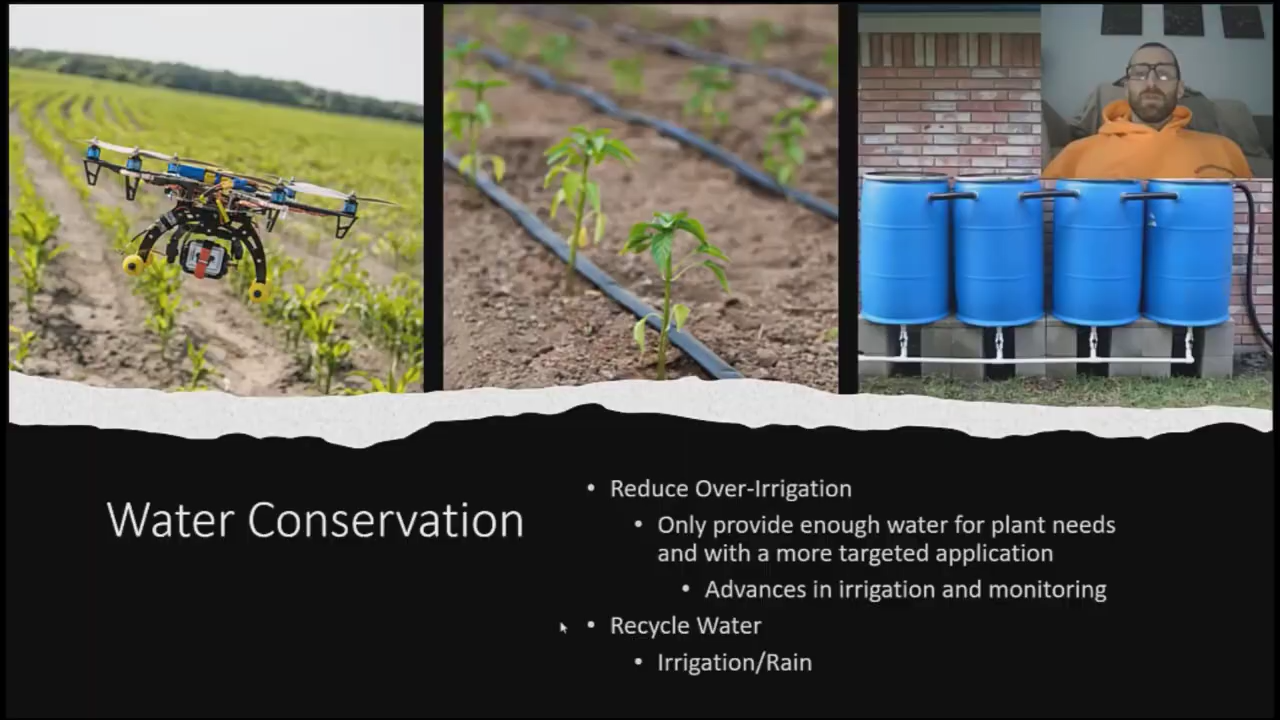 Water Conservation
Reduce Over-Irrigation
Only provide enough water for plant needs
and with a more targeted application
Advances in irrigation and monitoring
Recycle Water
Irrigation/Rain